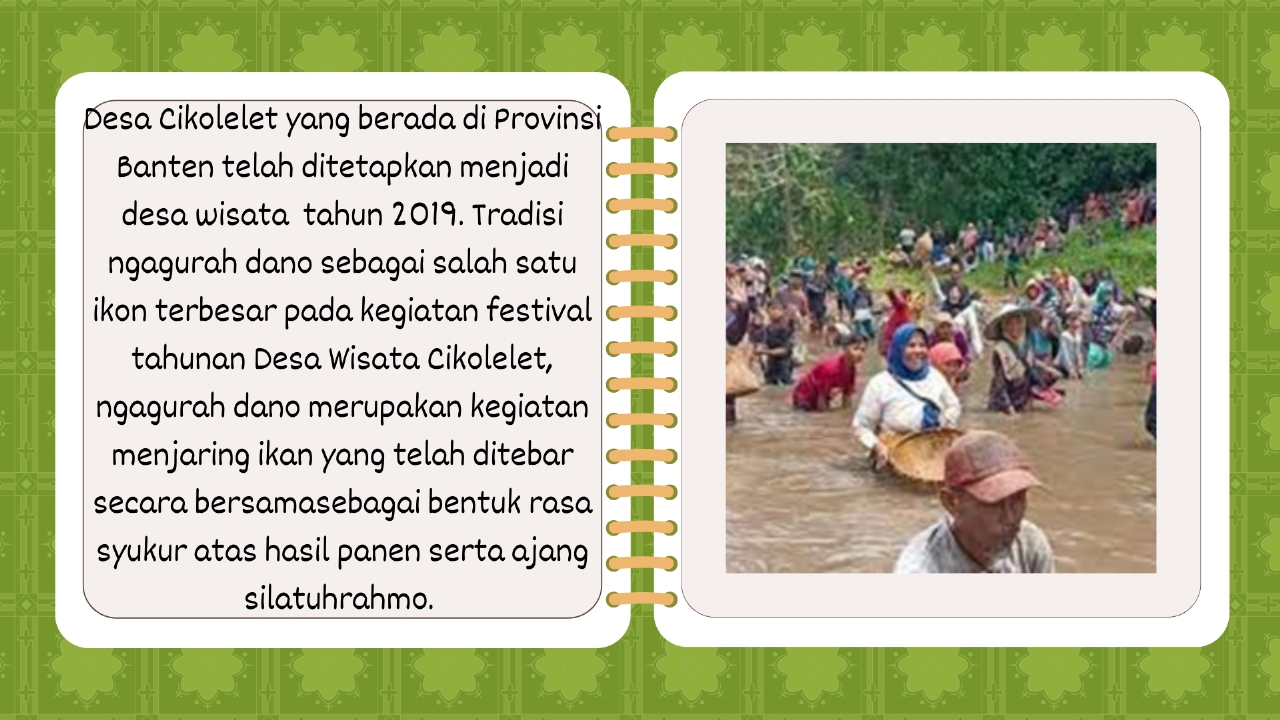 Desa Cikolelet yang berada di Provinsi
Banten telah ditetapkan menjadi
desa wisata  tahun 2019. Tradisi
ngagurah dano sebagai salah satu
ikon terbesar pada kegiatan festival
tahunan Desa Wisata Cikolelet,
ngagurah dano merupakan kegiatan
menjaring ikan yang telah ditebar
secara bersamasebagai bentuk rasa
syukur atas hasil panen serta ajang
silatuhrahmo.